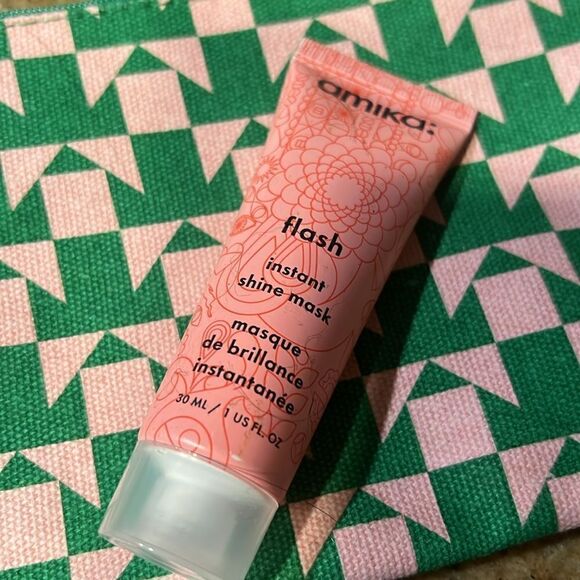 amika:
flash
instant
shine mask
masque
de brillance
instantanée
30 ML / 1 US FL. OZ